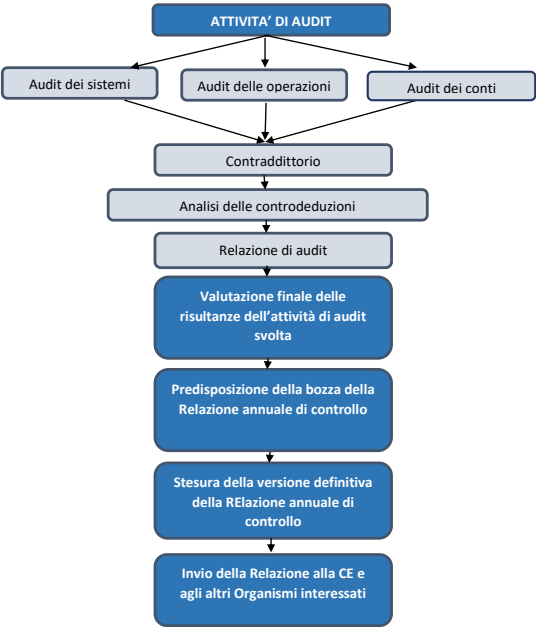 ATTIVITA' DI AUDIT
Audit dei sistemi
Audit delle operazioni
Audit dei conti
Contraddittorio
Analisi delle controdeduzioni
Relazione di audit
Valutazione finale delle
risultanze dell'attività di audit
svolta
Predisposizione della bozza della
Relazione annuale di controllo
Stesura della versione definitiva
della RElazione annuale di
controllo
Invio della Relazione alla CE e
agli altri Organismi interessati